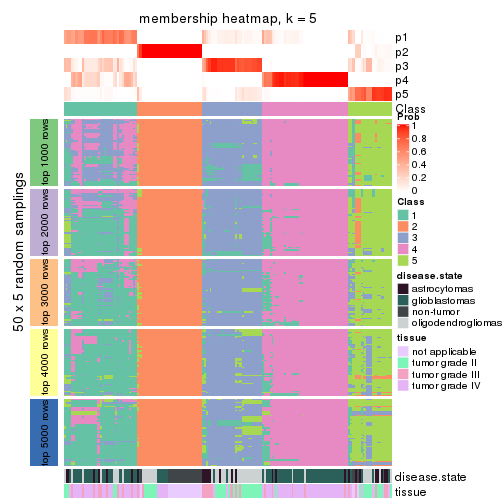 membership heatmap, k = 5
p1
p2
p3
p4
p5
Class
Prob
1
0.8
0.6
0.4
0.2
0
Class
1
2
3
4
5
disease.state
astrocytomas
glioblastomas
non-tumor
oligodendrogliomas
tissue
not applicable
tumor grade II
tumor grade III
tumor grade IV
50 x 5 random samplings
top 1000 rows
top 2000 rows
top 3000 rows
top 4000 rows
top 5000 rows
disease.state
tissue